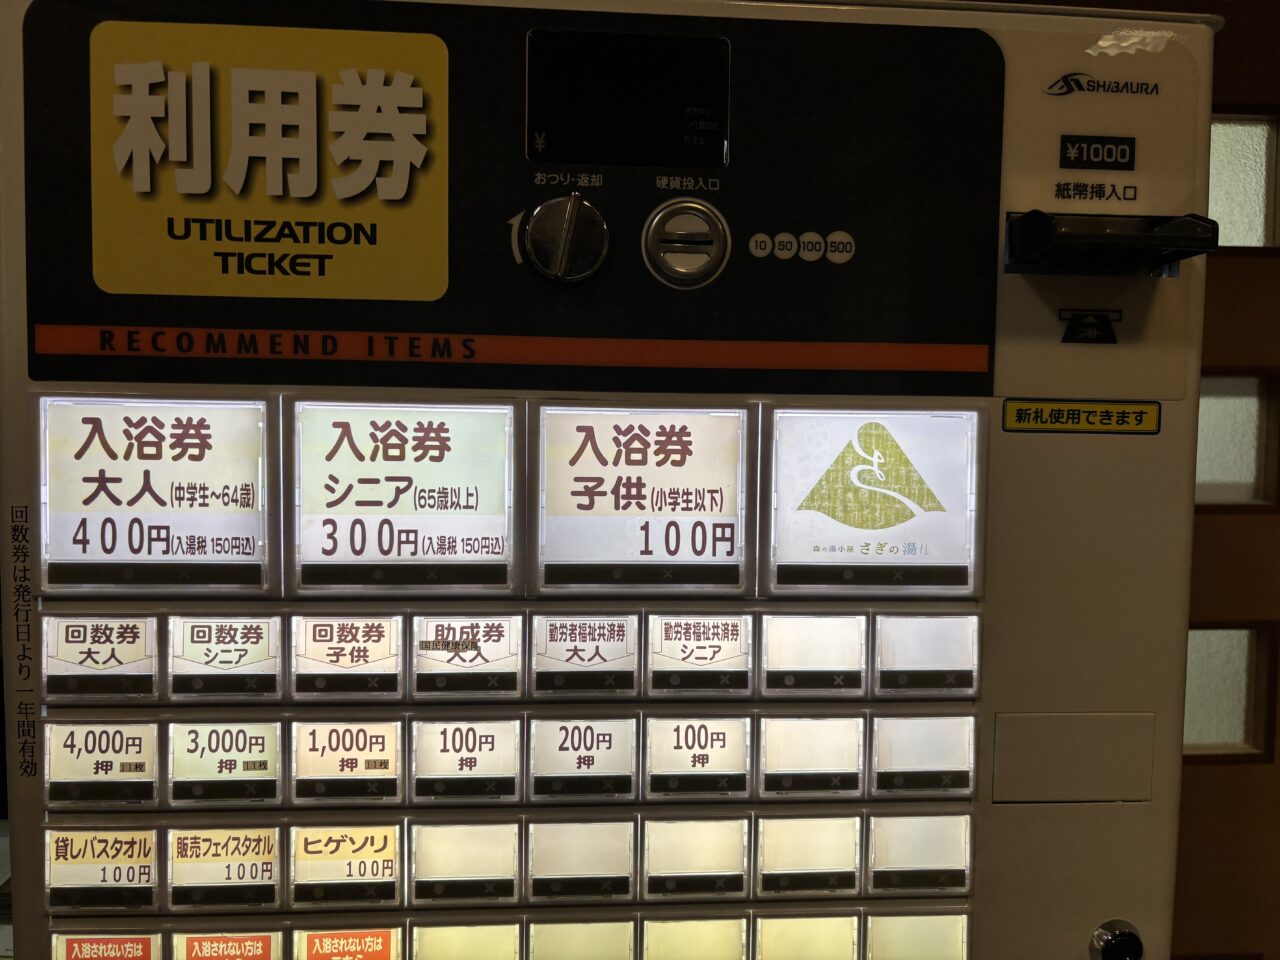 利用券
UTILIZATION
TICKET
¥
おつり・返却
硬貨投入口
10 50 100 500
SHIBAURA
¥1000
紙幣挿入口
RECOMMEND ITEMS
新札使用できます
入浴券
大人(中学生～64歳)
400円(入湯税 150円込)
入浴券
シニア(65歳以上)
300円(入湯税 150円込)
入浴券
子供(小学生以下)
100円
森の湯小屋 さぎの湯
回数券は発行日より一年間有効
回数券
大人
回数券
シニア
回数券
子供
助成券
国民健康保険
大人
勤労者福祉共済券
大人
勤労者福祉共済券
シニア
4,000円
押 11枚
3,000円
押 11枚
1,000円
押 11枚
100円
押
200円
押
100円
押
貸しバスタオル
100円
販売フェイスタオル
100円
ヒゲソリ
100円
入浴されない方は
入浴されない方は
入浴されない方は